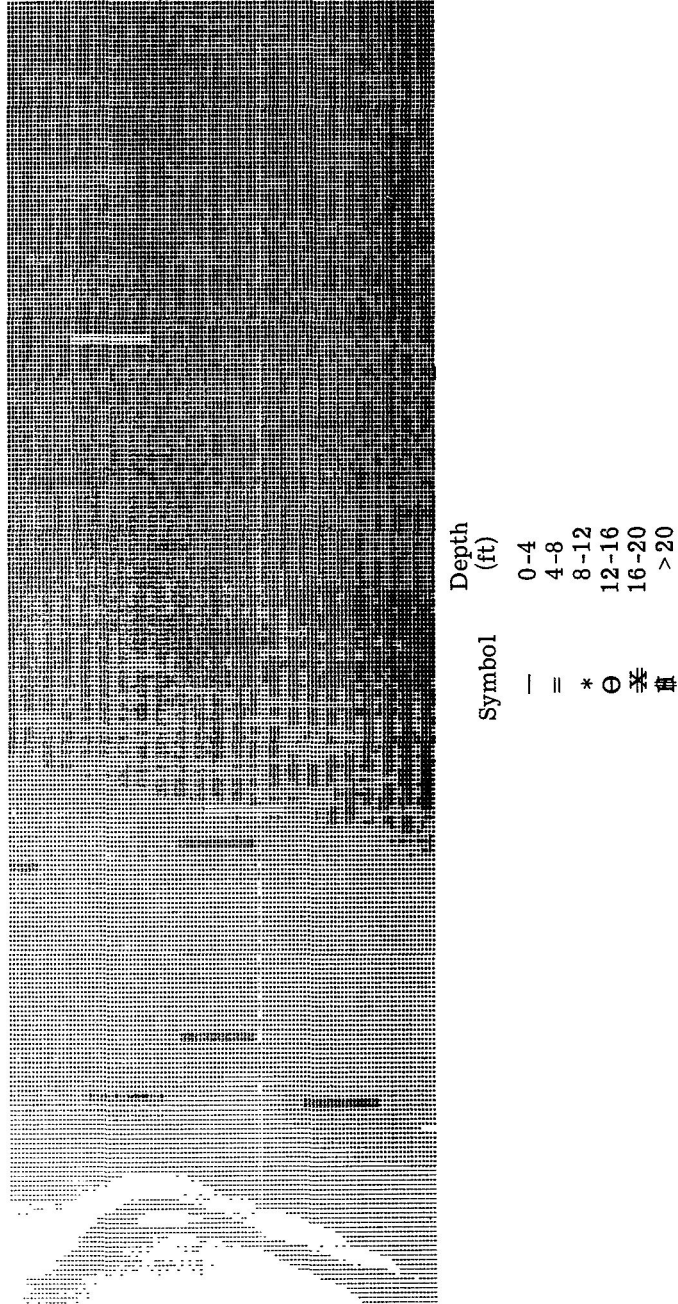 Symbol Depth (ft)
— 0-4
= 4-8
* 8-12
Θ 12-16
16-20
>20